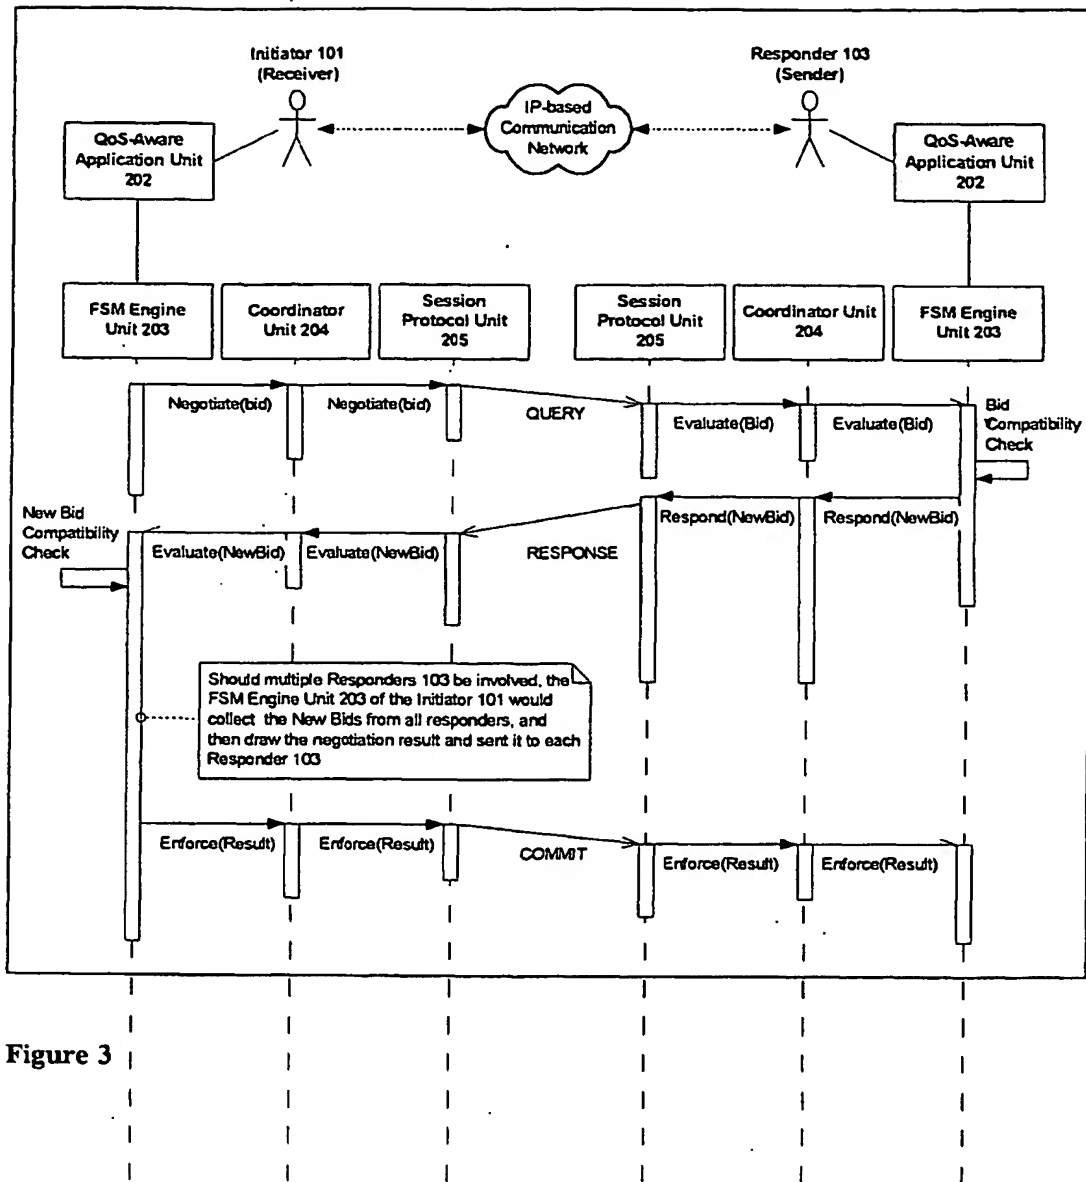 Initiator 101
(Receiver)
Responder 103
(Sender)
IP-based
Communication
Network
QoS-Aware
Application Unit
202
QoS-Aware
Application Unit
202
FSM Engine
Unit 203
Coordinator
Unit 204
Session
Protocol Unit
205
Session
Protocol Unit
205
Coordinator Unit
204
FSM Engine
Unit 203
Negotiate(bid)
Negotiate(bid)
QUERY
Evaluate(Bid)
Evaluate(Bid)
Bid
Compatibility
Check
New Bid
Compatibility
Check
Evaluate(NewBid)
Evaluate(NewBid)
RESPONSE
Respond(NewBid)
Respond(NewBid)
Should multiple Responders 103 be involved, the
FSM Engine Unit 203 of the Initiator 101 would
collect the New Bids from all responders, and
then draw the negotiation result and sent it to each
Responder 103
Enforce(Result)
Enforce(Result)
COMMIT
Enforce(Result)
Enforce(Result)
Figure 3